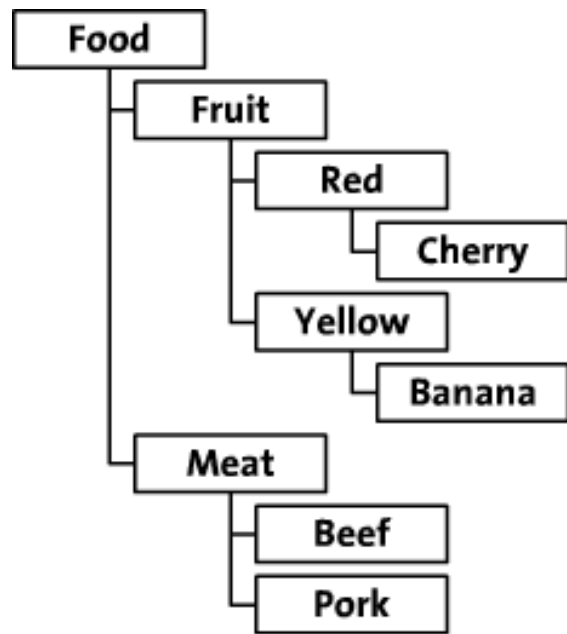 Food
Fruit
Red
Cherry
Yellow
Banana
Meat
Beef
Pork